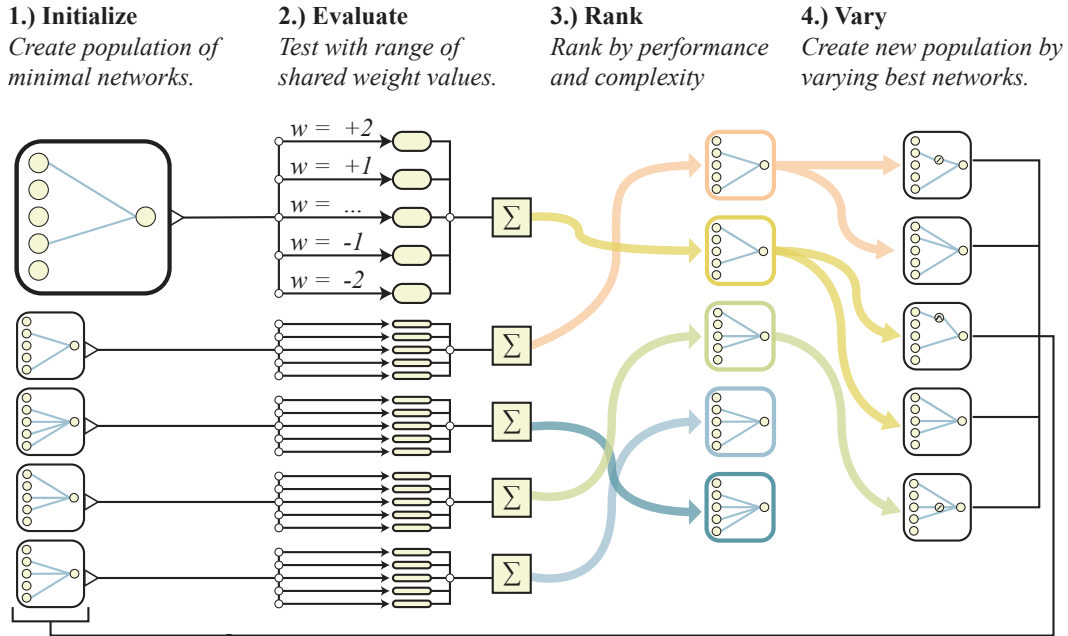 1.) Initialize
Create population of
minimal networks.
2.) Evaluate
Test with range of
shared weight values.
3.) Rank
Rank by performance
and complexity
4.) Vary
Create new population by
varying best networks.
w = +2
w = +1
w = ...
w = -1
w = -2
Σ
Σ
Σ
Σ
Σ